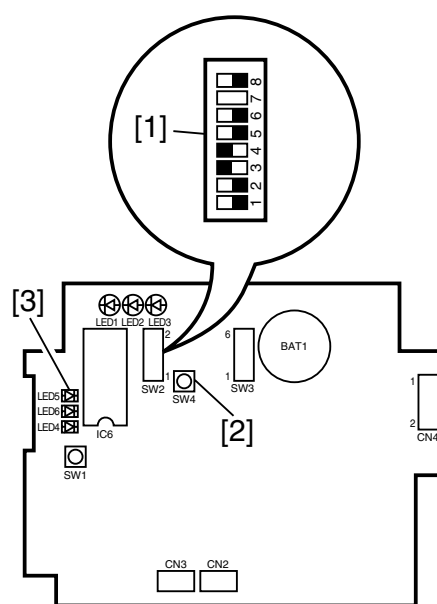 [1]
8
7
6
5
4
3
2
1
[3]
LED1 LED2 LED3
2
6
BAT1
LED5
LED6
LED4
1
SW2
SW4
1
SW3
[2]
1
2
CN4
IC6
SW1
CN3 CN2